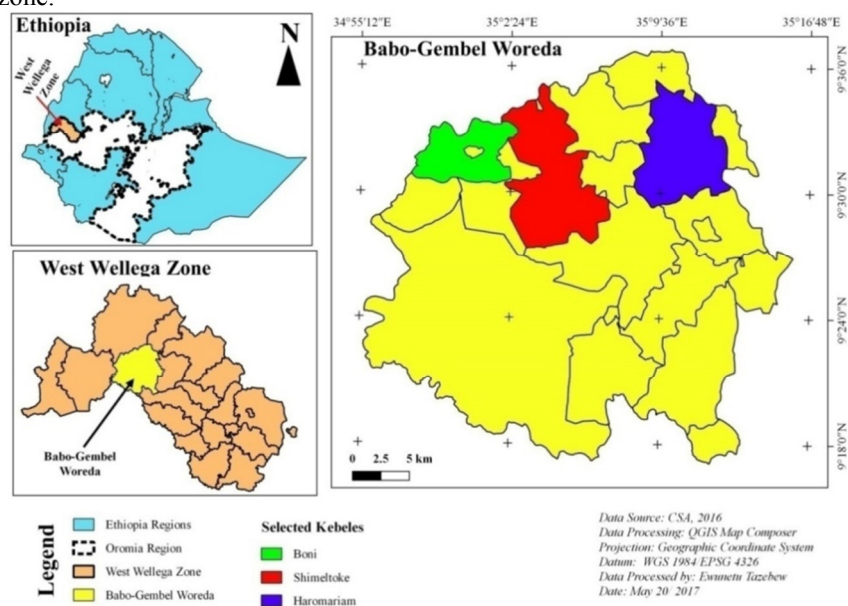 zone.
Ethiopia
N
West
Wellega
Zone
West Wellega Zone
Babo-Gembel
Woreda
34°55'12"E 35°2'24"E 35°9'36"E 35°16'48"E
Babo-Gembel Woreda
9°36'0"N
9°30'0"N
9°24'0"N
9°18'0"N
0 2.5 5 km
Legend
Ethiopia Regions
Oromia Region
West Wellega Zone
Babo-Gembel Woreda
Selected Kebeles
Boni
Shimeltoke
Haromariam
Data Source: CSA, 2016
Data Processing: QGIS Map Composer
Projection: Geographic Coordinate System
Datum: WGS 1984/EPSG 4326
Data Processed by: Ewunetu Tazebew
Date: May 20 2017